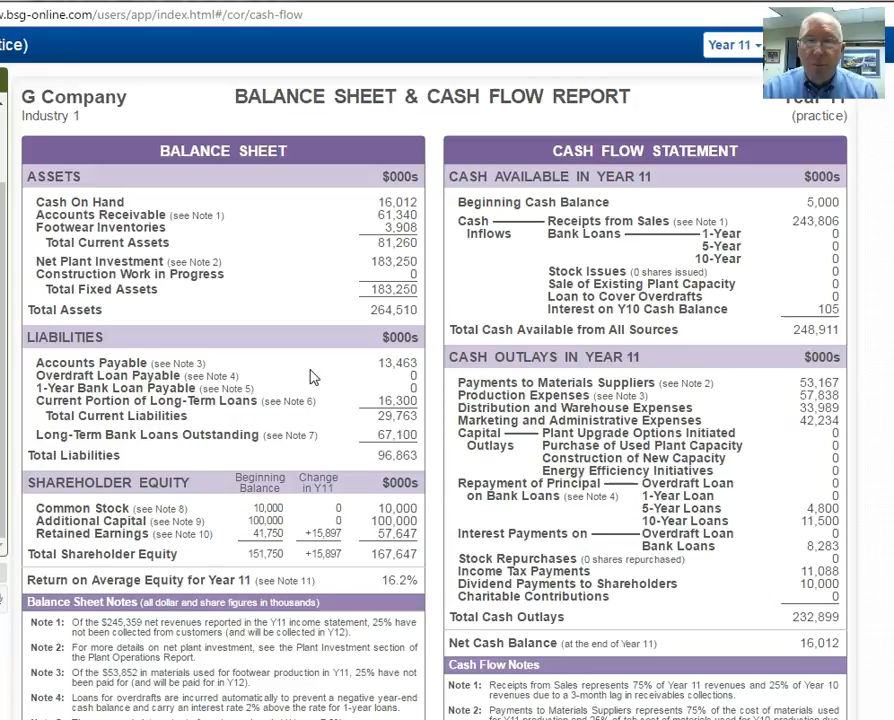 w.bsg-online.com/users/app/index.html#/cor/cash-flow
tice)
Year 11
G Company
Industry 1
BALANCE SHEET & CASH FLOW REPORT
Year 11
(practice)
BALANCE SHEET
ASSETS $000s
Cash On Hand 16,012
Accounts Receivable (see Note 1) 61,340
Footwear Inventories 3,908
Total Current Assets 81,260
Net Plant Investment (see Note 2) 183,250
Construction Work in Progress 0
Total Fixed Assets 183,250
Total Assets 264,510
LIABILITIES $000s
Accounts Payable (see Note 3) 13,463
Overdraft Loan Payable (see Note 4) 0
1-Year Bank Loan Payable (see Note 5) 0
Current Portion of Long-Term Loans (see Note 6) 16,300
Total Current Liabilities 29,763
Long-Term Bank Loans Outstanding (see Note 7) 67,100
Total Liabilities 96,863
SHAREHOLDER EQUITY Beginning Balance Change in Y11 $000s
Common Stock (see Note 8) 10,000 0 10,000
Additional Capital (see Note 9) 100,000 0 100,000
Retained Earnings (see Note 10) 41,750 +15,897 57,647
Total Shareholder Equity 151,750 +15,897 167,647
Return on Average Equity for Year 11 (see Note 11) 16.2%
Balance Sheet Notes (all dollar and share figures in thousands)
Note 1: Of the $245,359 net revenues reported in the Y11 income statement, 25% have
not been collected from customers (and will be collected in Y12).
Note 2: For more details on net plant investment, see the Plant Investment section of
the Plant Operations Report.
Note 3: Of the $53,852 in materials used for footwear production in Y11, 25% have
not been paid for (and will be paid for in Y12).
Note 4: Loans for overdrafts are incurred automatically to prevent a negative year-end
cash balance and carry an interest rate 2% above the rate for 1-year loans.
CASH FLOW STATEMENT
CASH AVAILABLE IN YEAR 11 $000s
Beginning Cash Balance 5,000
Cash Receipts from Sales (see Note 1) 243,806
Inflows Bank Loans 1-Year 0
5-Year 0
10-Year 0
Stock Issues (0 shares issued) 0
Sale of Existing Plant Capacity 0
Loan to Cover Overdrafts 0
Interest on Y10 Cash Balance 105
Total Cash Available from All Sources 248,911
CASH OUTLAYS IN YEAR 11 $000s
Payments to Materials Suppliers (see Note 2) 53,167
Production Expenses (see Note 3) 57,838
Distribution and Warehouse Expenses 33,989
Marketing and Administrative Expenses 42,234
Capital Plant Upgrade Options Initiated 0
Outlays Purchase of Used Plant Capacity 0
Construction of New Capacity 0
Energy Efficiency Initiatives 0
Repayment of Principal Overdraft Loan 0
on Bank Loans (see Note 4) 1-Year Loan 0
5-Year Loans 4,800
10-Year Loans 11,500
Interest Payments on Overdraft Loan 0
Bank Loans 8,283
Stock Repurchases (0 shares repurchased) 0
Income Tax Payments 11,088
Dividend Payments to Shareholders 10,000
Charitable Contributions 0
Total Cash Outlays 232,899
Net Cash Balance (at the end of Year 11) 16,012
Cash Flow Notes
Note 1: Receipts from Sales represents 75% of Year 11 revenues and 25% of Year 10
revenues due to a 3-month lag in receivables collections.
Note 2: Payments to Materials Suppliers represents 75% of the cost of materials used